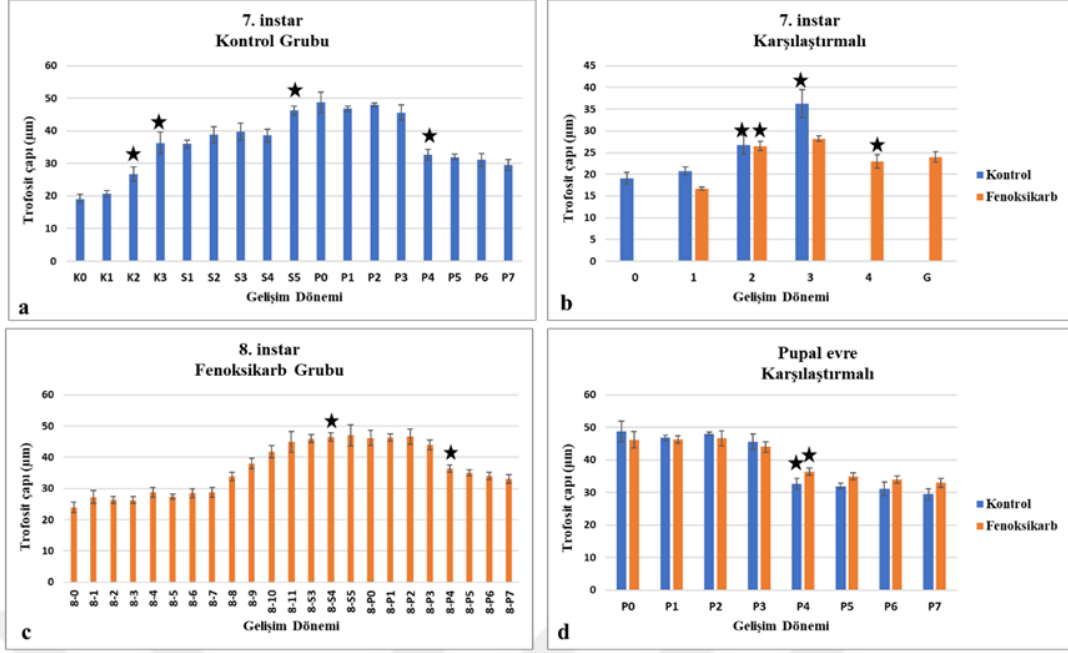 7. instar
Kontrol Grubu
60
50
40
30
20
10
0
Trofosit çapı (µm)
K0 K1 K2 K3 S1 S2 S3 S4 S5 P0 P1 P2 P3 P4 P5 P6 P7
Gelişim Dönemi
a
7. instar
Karşılaştırmalı
45
40
35
30
25
20
15
10
5
0
Trofosit çapı (µm)
0 1 2 3 4 G
Gelişim Dönemi
Kontrol
Fenoksikarb
b
8. instar
Fenoksikarb Grubu
60
50
40
30
20
10
0
Trofosit çapı (µm)
8-0 8-1 8-2 8-3 8-4 8-5 8-6 8-7 8-8 8-9 8-10 8-11 8-S3 8-S4 8-S5 8-P0 8-P1 8-P2 8-P3 8-P4 8-P5 8-P6 8-P7
Gelişim Dönemi
c
Pupal evre
Karşılaştırmalı
60
50
40
30
20
10
0
Trofosit çapı (µm)
P0 P1 P2 P3 P4 P5 P6 P7
Gelişim Dönemi
Kontrol
Fenoksikarb
d